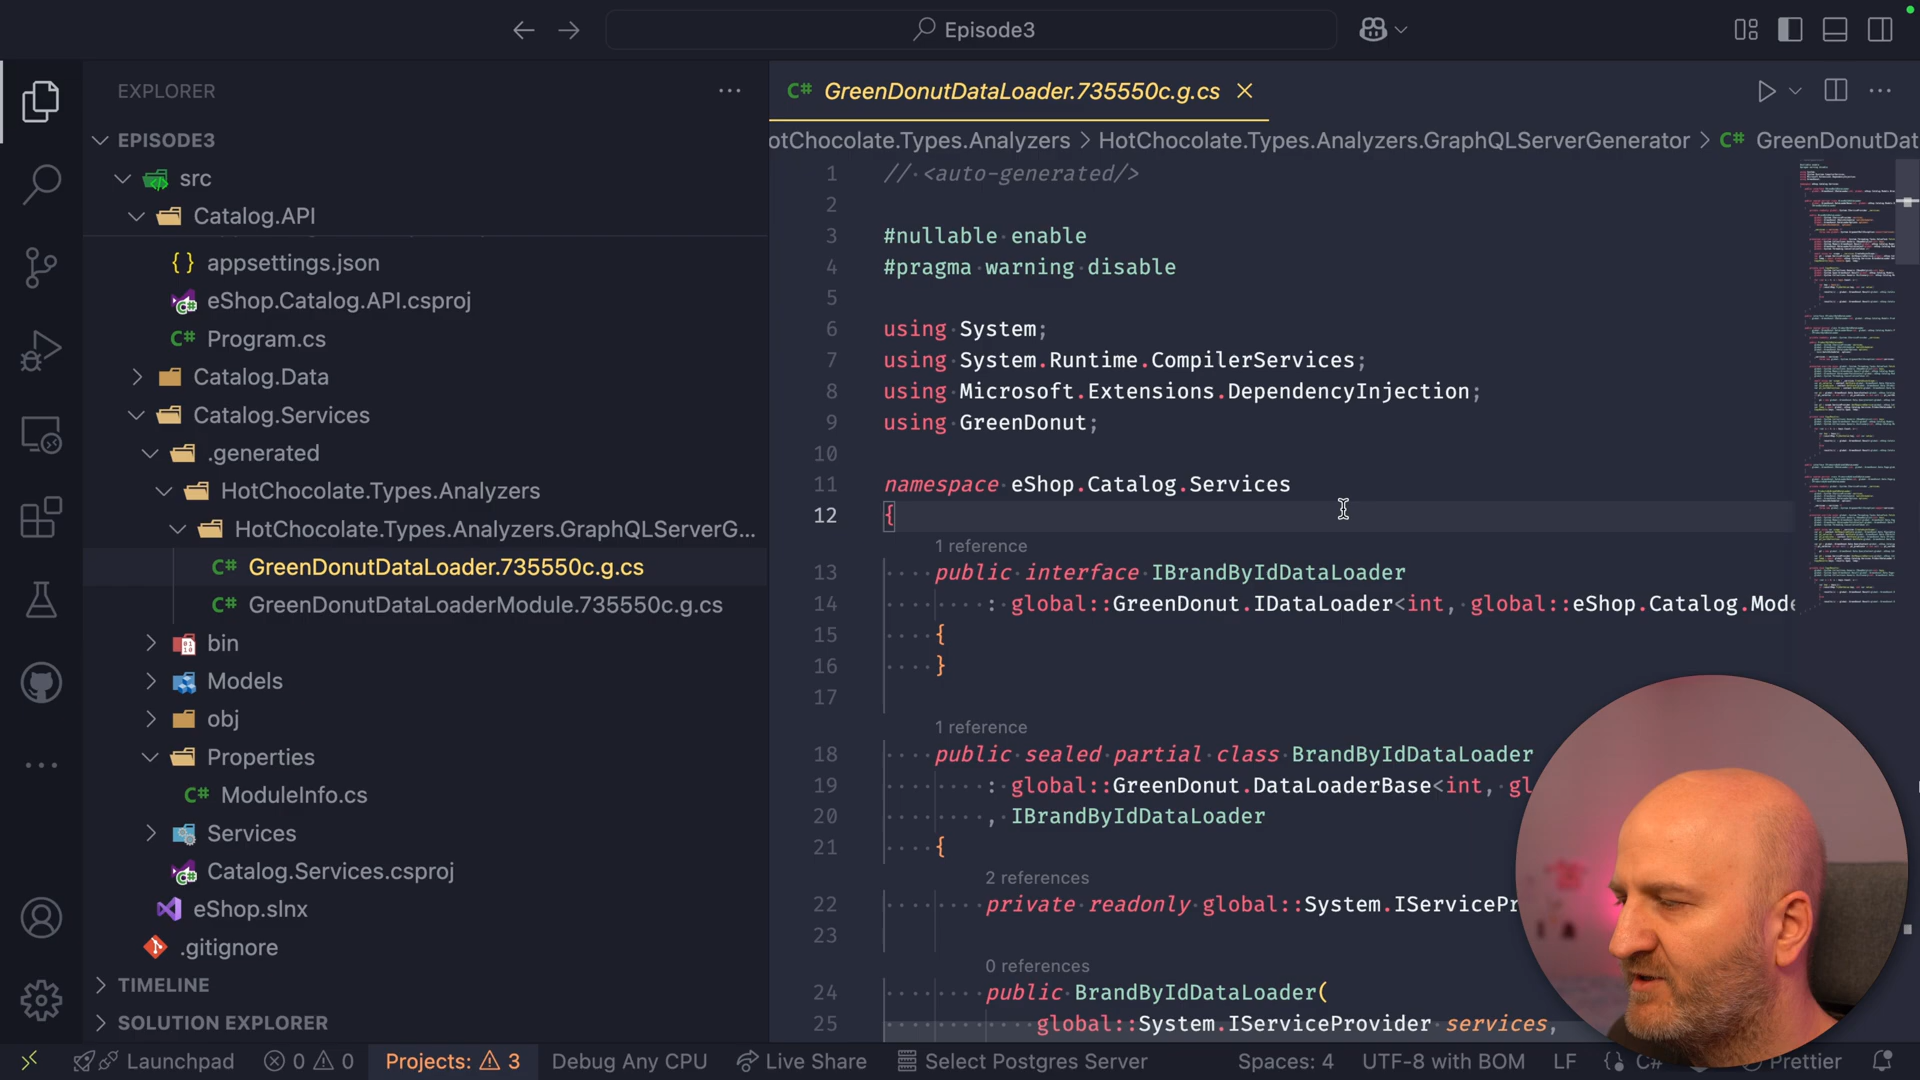 Episode3
EXPLORER
EPISODE3
src
Catalog.API
appsettings.json
eShop.Catalog.API.csproj
Program.cs
Catalog.Data
Catalog.Services
.generated
HotChocolate.Types.Analyzers
HotChocolate.Types.Analyzers.GraphQLServerG...
GreenDonutDataLoader.735550c.g.cs
GreenDonutDataLoaderModule.735550c.g.cs
bin
Models
obj
Properties
ModuleInfo.cs
Services
Catalog.Services.csproj
eShop.slnx
.gitignore
TIMELINE
SOLUTION EXPLORER
GreenDonutDataLoader.735550c.g.cs
otChocolate.Types.Analyzers > HotChocolate.Types.Analyzers.GraphQLServerGenerator > GreenDonutDat
1 // <auto-generated/>
2
3 #nullable enable
4 #pragma warning disable
5
6 using System;
7 using System.Runtime.CompilerServices;
8 using Microsoft.Extensions.DependencyInjection;
9 using GreenDonut;
10
11 namespace eShop.Catalog.Services
12 {
1 reference
13 public interface IBrandByIdDataLoader
14 : global::GreenDonut.IDataLoader<int, global::eShop.Catalog.Mode
15 {
16 }
17
1 reference
18 public sealed partial class BrandByIdDataLoader
19 : global::GreenDonut.DataLoaderBase<int, gl
20 , IBrandByIdDataLoader
21 {
2 references
22 private readonly global::System.IServicePr
23
0 references
24 public BrandByIdDataLoader(
25 global::System.IServiceProvider services,
Launchpad 0 0 Projects: 3 Debug Any CPU Live Share Select Postgres Server Spaces: 4 UTF-8 with BOM LF {} C# Prettier